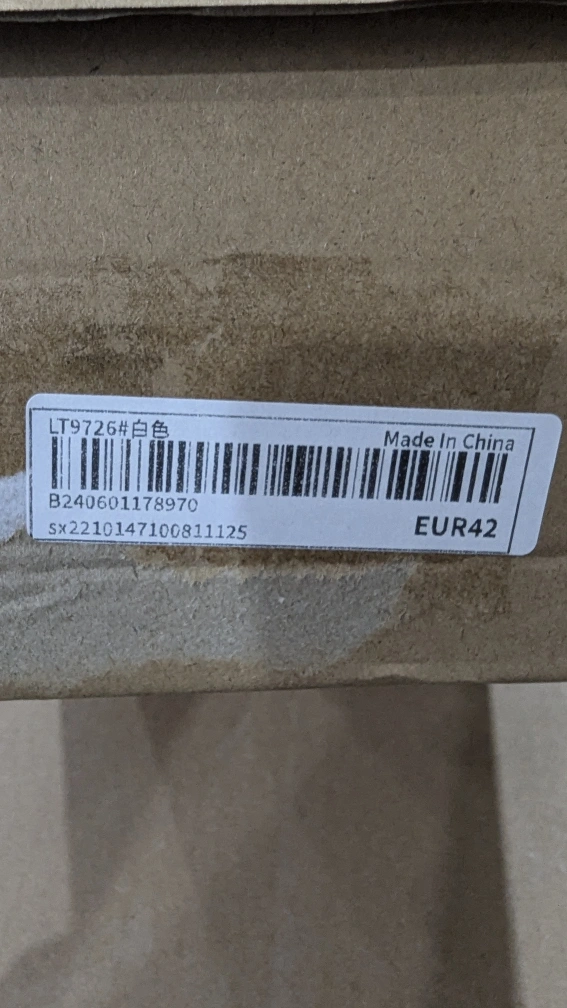 LT9726#白色
Made In China
B240601178970
sx2210147100811125
EUR42